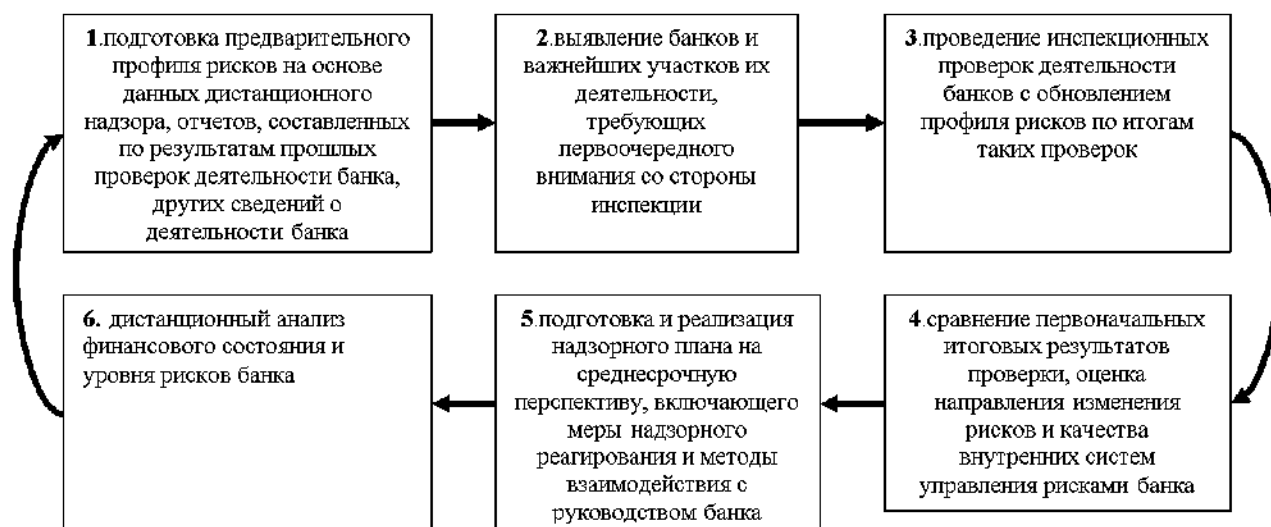 1.подготовка предварительного
профиля рисков на основе
данных дистанционного
надзора, отчетов, составленных
по результатам прошлых
проверок деятельности банка,
других сведений о
деятельности банка
2.выявление банков и
важнейших участков их
деятельности,
требующих
первоочередного
внимания со стороны
инспекции
3.проведение инспекционных
проверок деятельности
банков с обновлением
профиля рисков по итогам
таких проверок
4.сравнение первоначальных
итоговых результатов
проверки, оценка
направления изменения
рисков и качества
внутренних систем
управления рисками банка
5.подготовка и реализация
надзорного плана на
среднесрочную
перспективу, включающего
меры надзорного
реагирования и методы
взаимодействия с
руководством банка
6. дистанционный анализ
финансового состояния и
уровня рисков банка